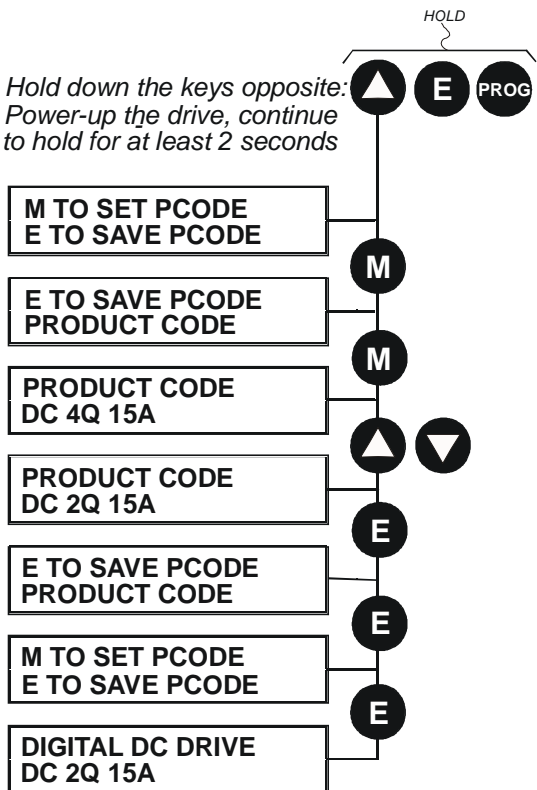 HOLD
Hold down the keys opposite:
Power-up the drive, continue
to hold for at least 2 seconds
E PROG
M TO SET PCODE
E TO SAVE PCODE
M
E TO SAVE PCODE
PRODUCT CODE
M
PRODUCT CODE
DC 4Q 15A
PRODUCT CODE
DC 2Q 15A
E
E TO SAVE PCODE
PRODUCT CODE
E
M TO SET PCODE
E TO SAVE PCODE
E
DIGITAL DC DRIVE
DC 2Q 15A